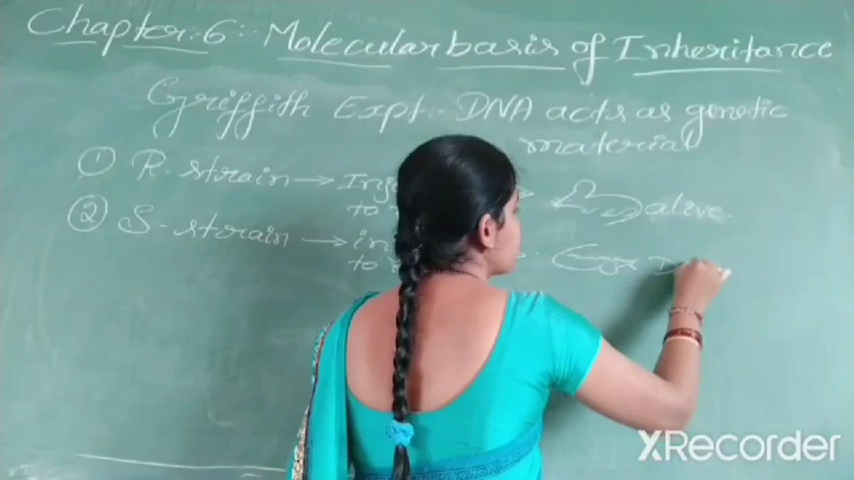 Chapter-6:- Molecular basis of Inheritance
Griffith Expt:- DNA acts as genetic
material
① R-strain → alive.
to
② S-strain → in
to
XRecorder